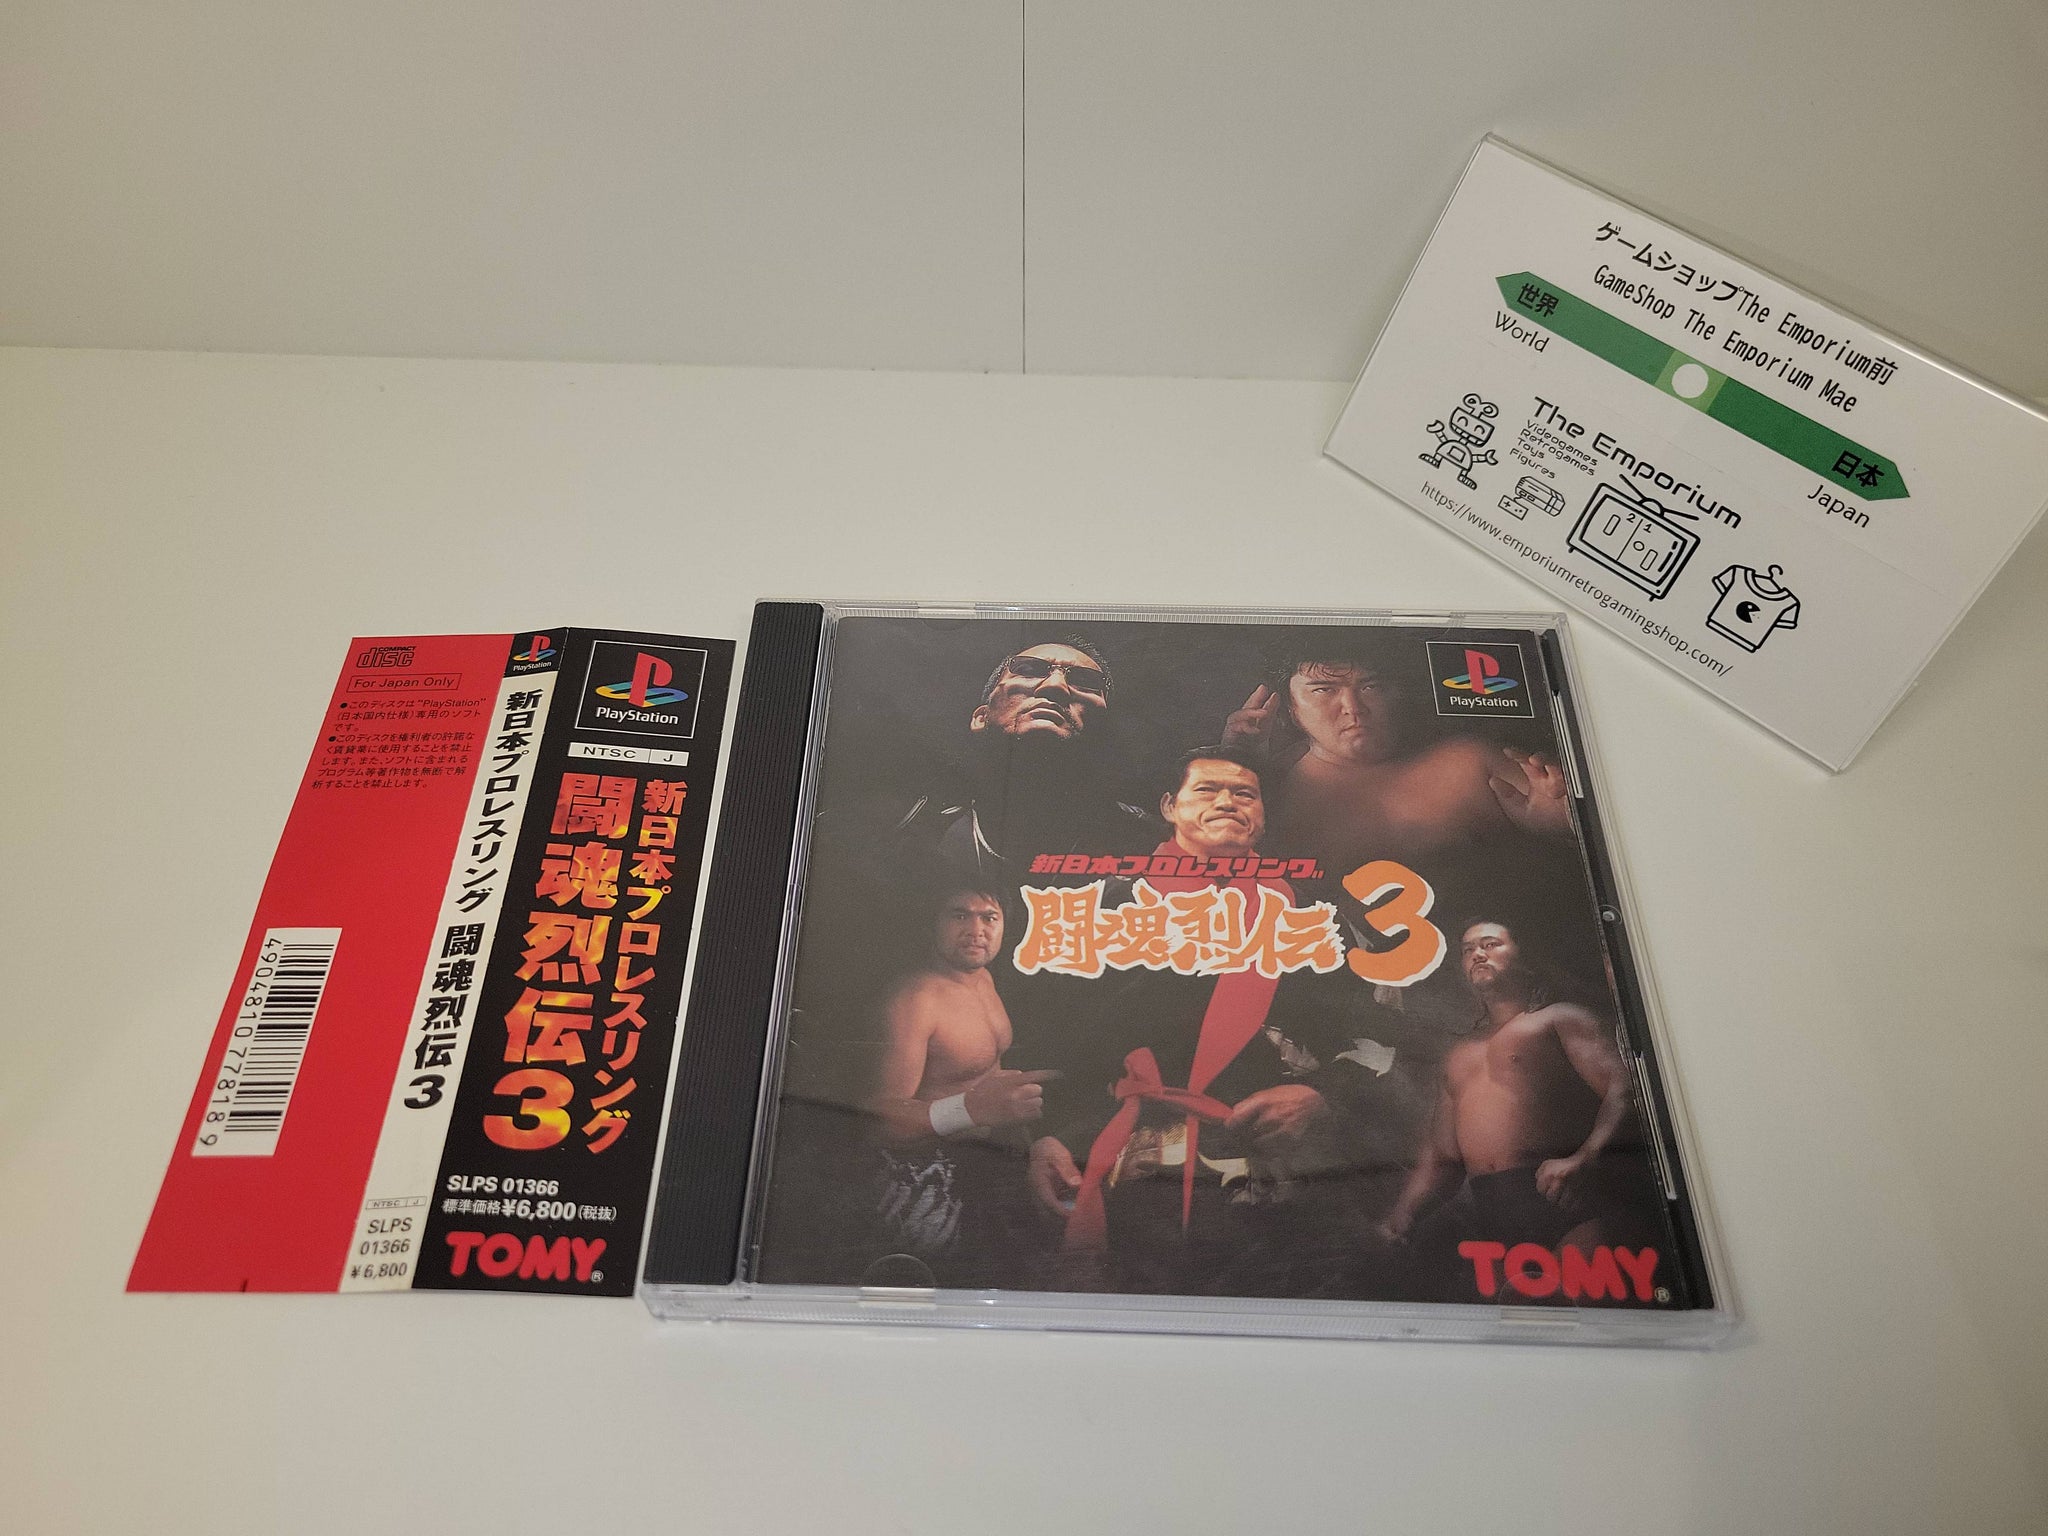 COMPACT
disc
For Japan Only
●このディスクは"PlayStation"
(日本国内仕様)専用のソフト
です。
●このディスクを権利者の許諾な
く賃貸業に使用することを禁止
します。また、ソフトに含まれる
プログラム等著作物を無断で解
析することを禁止します。
4904810778189
PlayStation
新日本プロレスリング 闘魂烈伝3
NTSC J
SLPS
01366
¥6,800
PlayStation
NTSC J
新日本プロレスリング
闘魂烈伝3
SLPS 01366
標準価格¥6,800(税抜)
TOMY®
PlayStation
新日本プロレスリング
闘魂烈伝3
TOMY®
ゲームショップThe Emporium前
GameShop The Emporium Mae
世界
World
日本
Japan
The Emporium
Videogames
Retrogames
Toys
Figures
2 1
https://www.emporiumretrogamingshop.com/